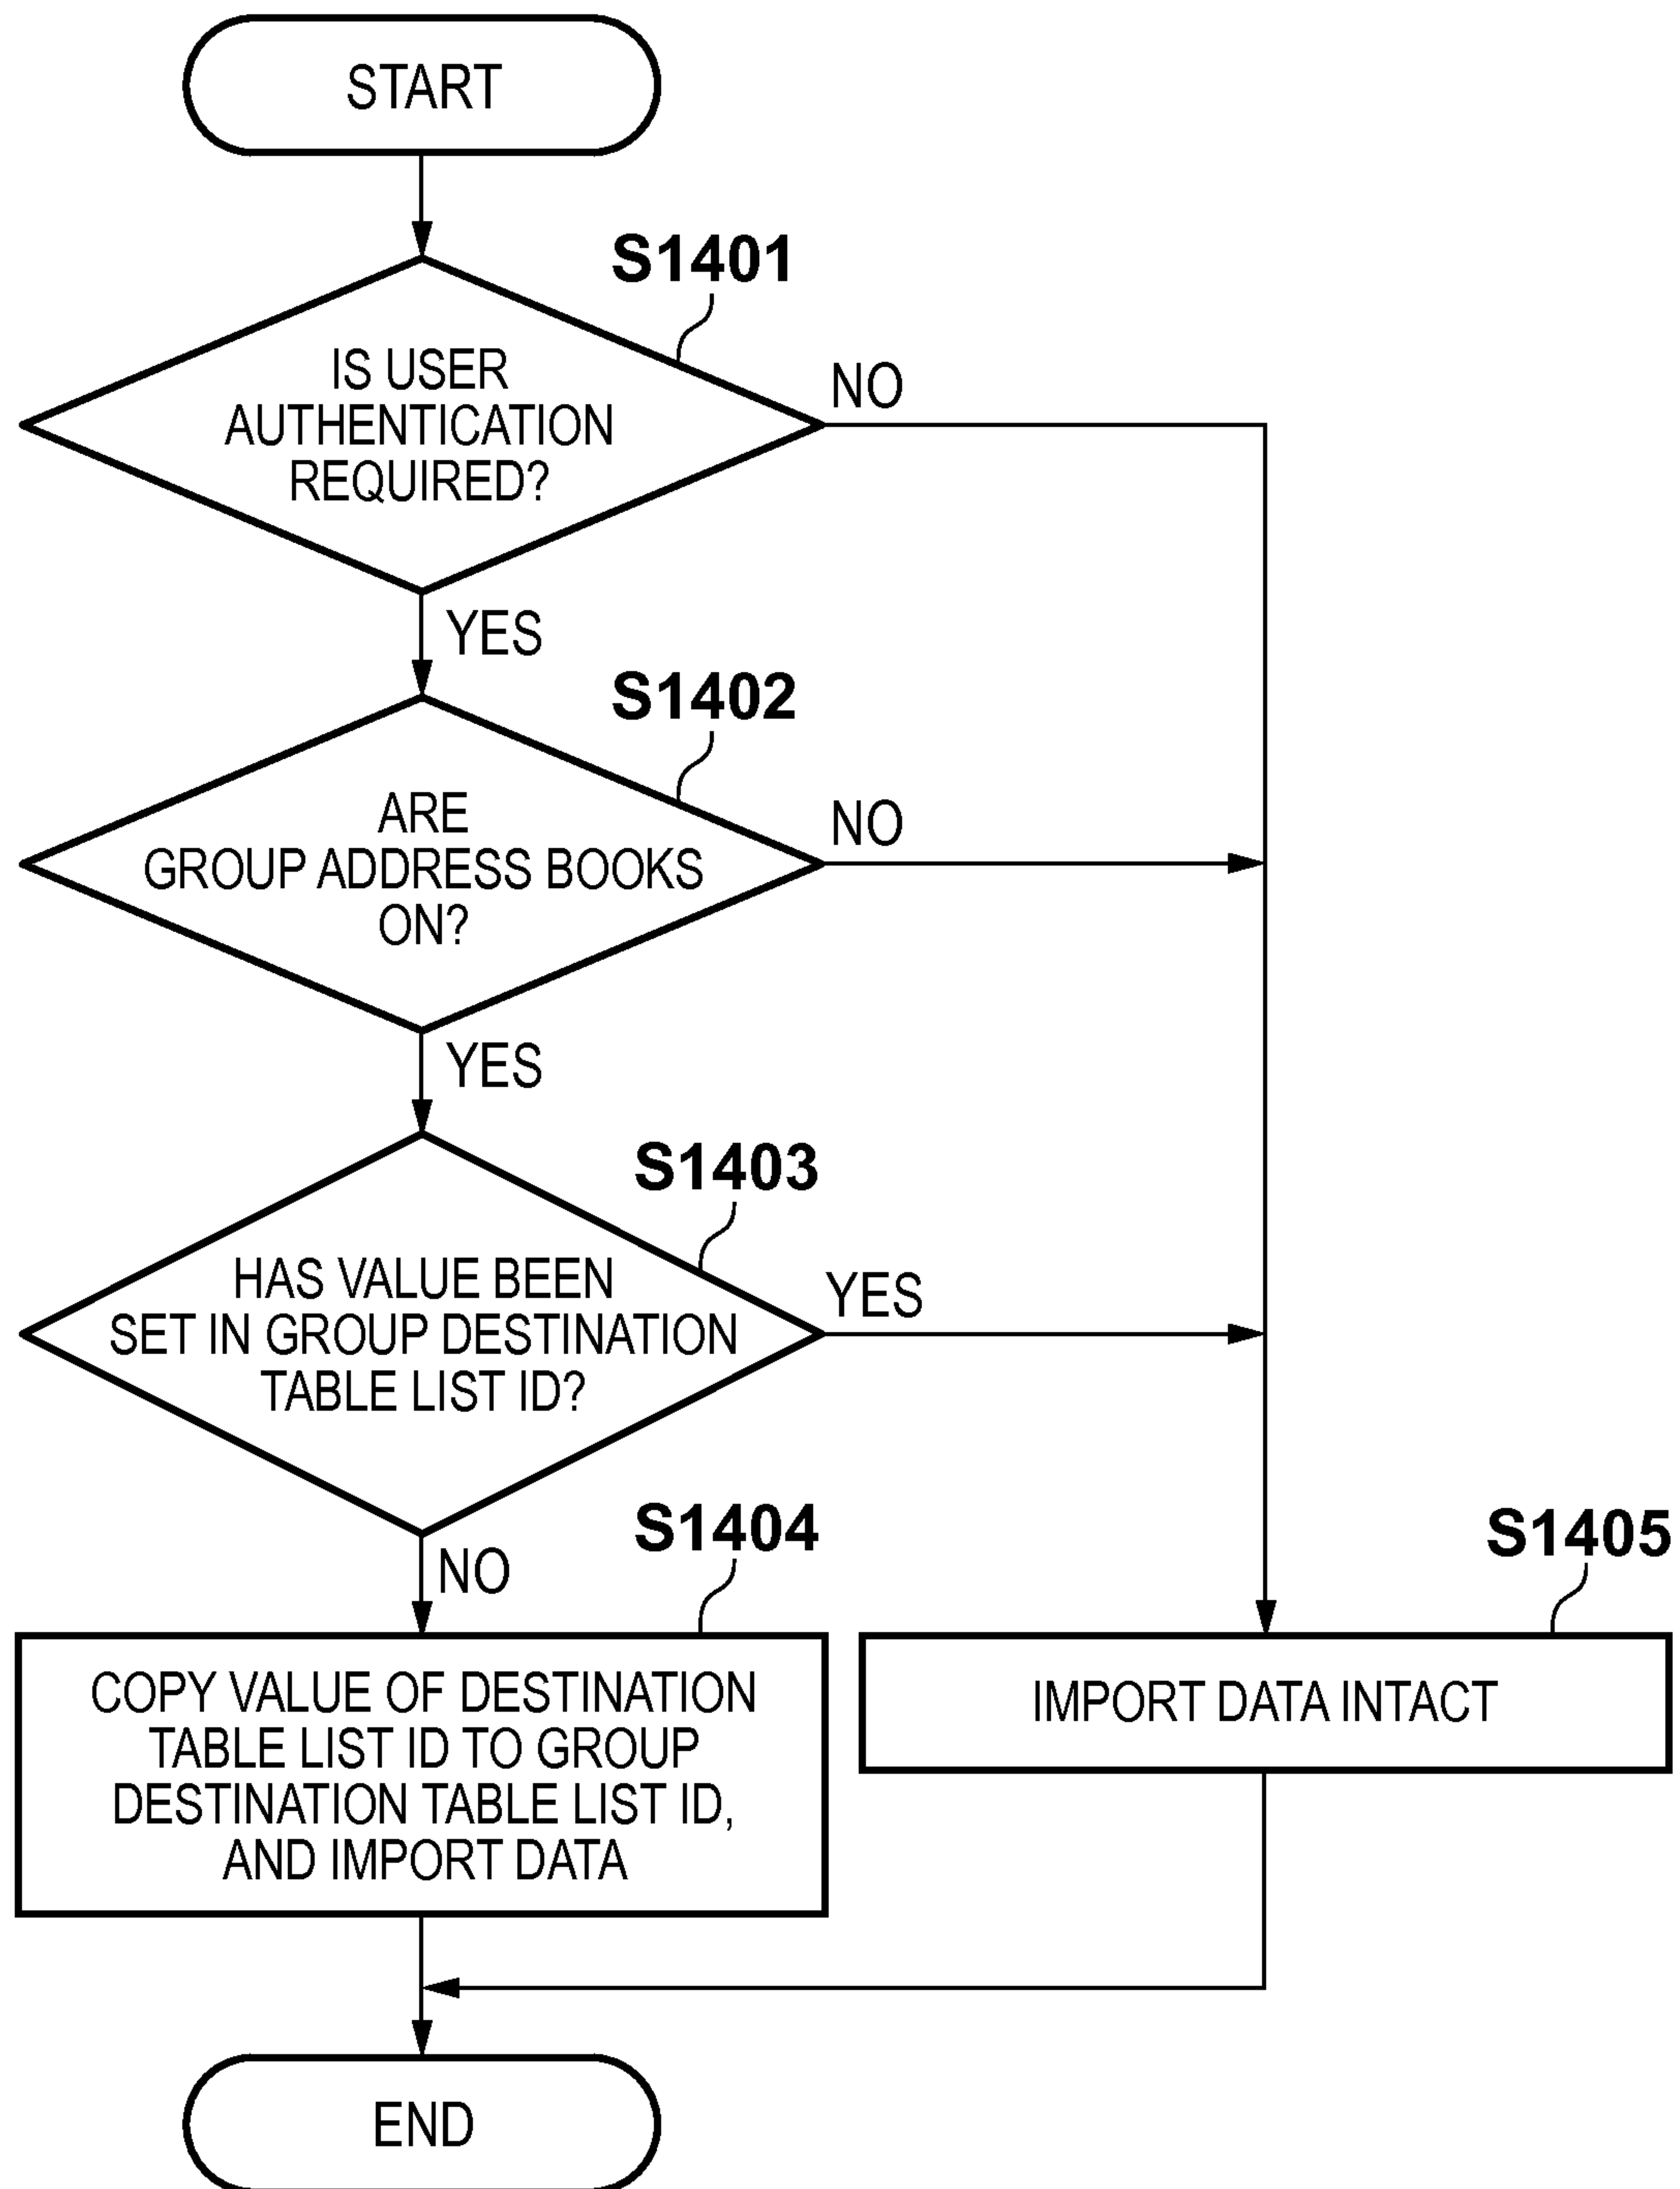 START
S1401
IS USER
AUTHENTICATION
REQUIRED?
NO
YES
S1402
ARE
GROUP ADDRESS BOOKS
ON?
NO
YES
S1403
HAS VALUE BEEN
SET IN GROUP DESTINATION
TABLE LIST ID?
YES
NO
S1404
COPY VALUE OF DESTINATION
TABLE LIST ID TO GROUP
DESTINATION TABLE LIST ID,
AND IMPORT DATA
S1405
IMPORT DATA INTACT
END